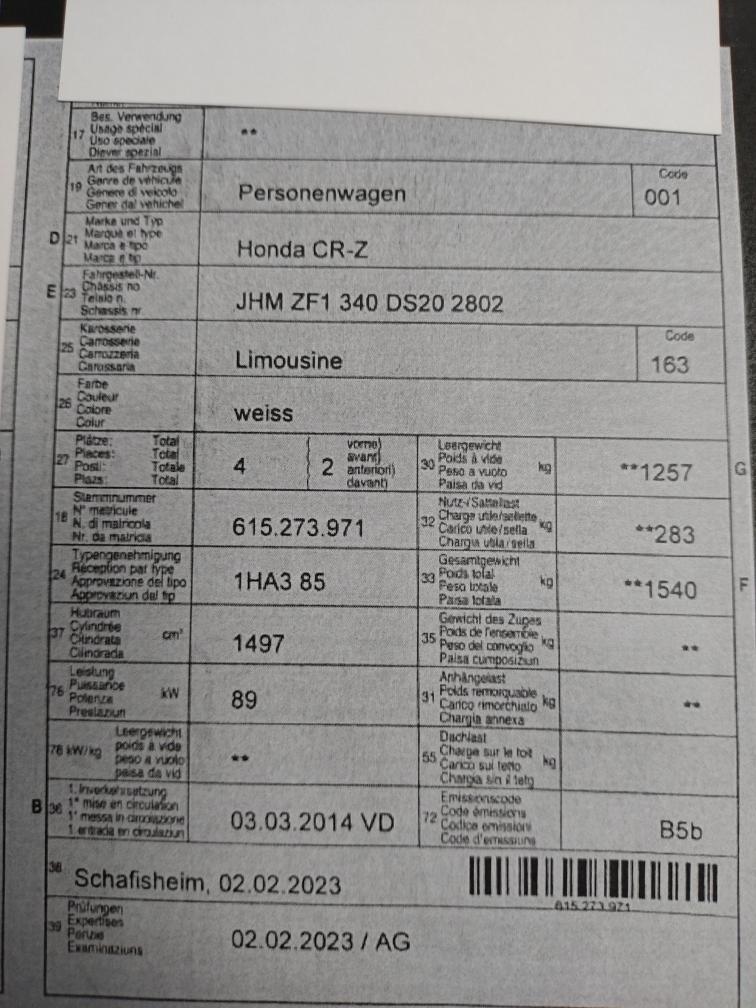 17 Bes. Verwendung
Usage spécial
Uso speciale
Diever spezial
**
19 Art des Fahrzeugs
Genre de véhicule
Genere di veicolo
Gener dal vehichel
Personenwagen
Code
001
D 21 Marke und Typ
Marque et type
Marca e tipo
Marca e tip
Honda CR-Z
E 23 Fahrgestell-Nr.
Châssis no
Telaio n.
Schassis nr.
JHM ZF1 340 DS20 2802
25 Karosserie
Carrosserie
Carrozzeria
Carossaria
Limousine
Code
163
26 Farbe
Couleur
Colore
Colur
weiss
27 Plätze: Total
Places: Total
Posti: Totale
Plazs: Total
4
2
vorne)
avant)
anteriori)
davant)
30 Leergewicht
Poids à vide
Peso a vuoto
Paisa da vid
kg
**1257
G
18 Stammnummer
N° matricule
N. di matricola
Nr. da matricla
615.273.971
32 Nutz-/Sattellast
Charge utile/sellette
Carico utile/sella
Chargia utila/sella
kg
**283
24 Typengenehmigung
Réception par type
Approvazione del tipo
Approvaziun del tip
1HA3 85
33 Gesamtgewicht
Poids total
Peso totale
Paisa totala
kg
**1540
F
37 Hubraum
Cylindrée
Cilindrata
Cilindrada
cm³
1497
35 Gewicht des Zuges
Poids de l'ensemble
Peso del convoglio
Paisa cumposiziun
kg
**
76 Leistung
Puissance
Potenza
Prestaziun
kW
89
31 Anhängelast
Poids remorquable
Carico rimorchiato
Chargia annexa
kg
**
78 kW/kg
Leergewicht
poids à vide
peso a vuoto
paisa da vid
**
55 Dachlast
Charge sur le toit
Carico sul tetto
Chargia sin il tetg
kg
B 36 1. Inverkehrsetzung
1re mise en circulation
1a messa in circolazione
1. entrada en circulaziun
03.03.2014 VD
72 Emissionscode
Code émissions
Codice emissioni
Code d'emissiuns
B5b
38
Schafisheim, 02.02.2023
615.273.971
39 Prüfungen
Expertises
Perizie
Examinaziuns
02.02.2023 / AG